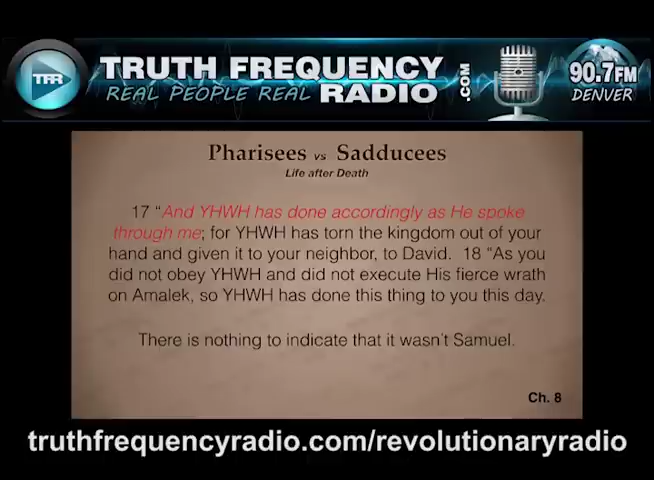 TFR
TRUTH FREQUENCY
REAL PEOPLE REAL RADIO
.COM
90.7FM
DENVER
Pharisees vs Sadducees
Life after Death
17 “And YHWH has done accordingly as He spoke
through me; for YHWH has torn the kingdom out of your
hand and given it to your neighbor, to David.  18 “As you
did not obey YHWH and did not execute His fierce wrath
on Amalek, so YHWH has done this thing to you this day.
There is nothing to indicate that it wasn’t Samuel.
Ch. 8
truthfrequencyradio.com/revolutionaryradio